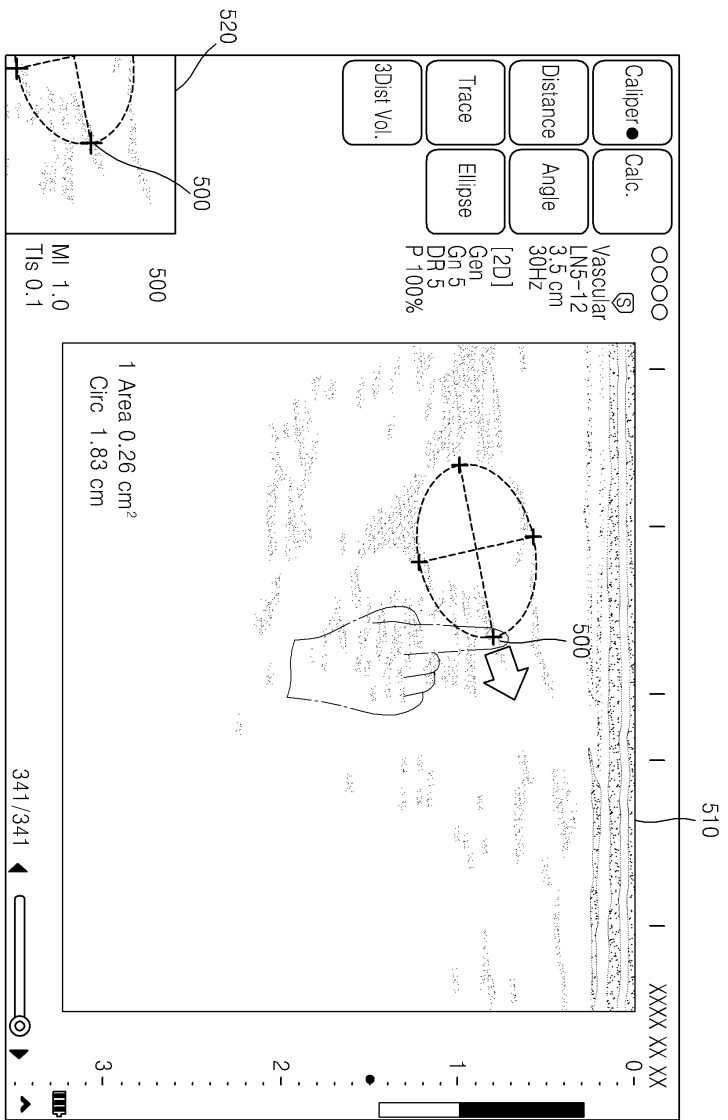 510
XXXX XX XX
Caliper
Calc.
Distance
Angle
Trace
Ellipse
3Dist Vol.
520
500
S
Vascular
LN5-12
3.5 cm
30Hz
[2D]
Gen
Gn 5
DR 5
P 100%
500
MI 1.0
TIs 0.1
500
1 Area 0.26 cm²
Circ 1.83 cm
0
1
2
3
341/341